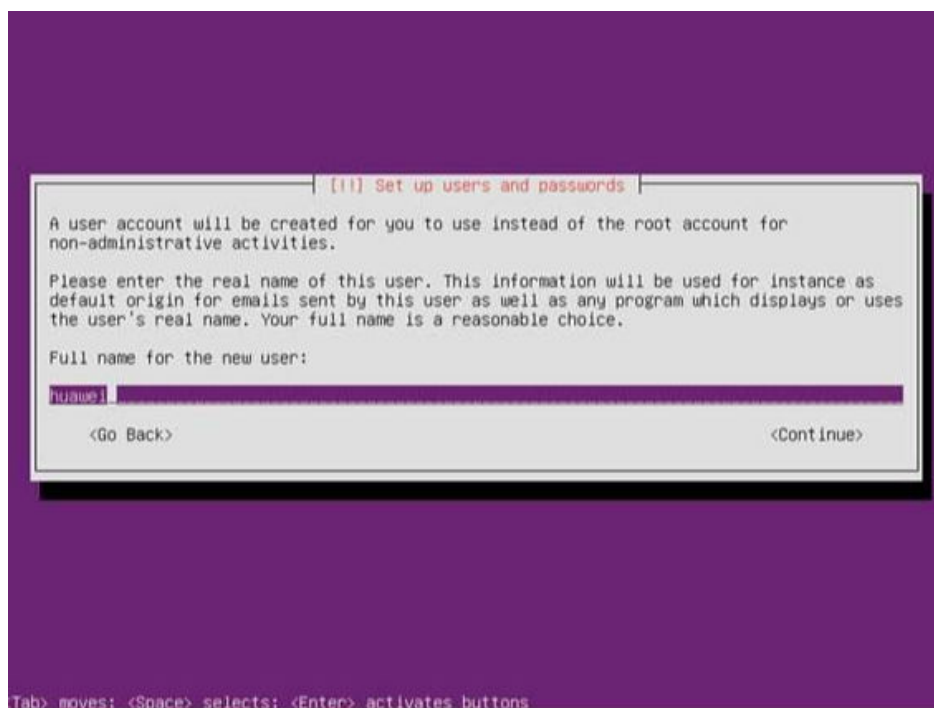 [!!] Set up users and passwords
A user account will be created for you to use instead of the root account for
non-administrative activities.
Please enter the real name of this user. This information will be used for instance as
default origin for emails sent by this user as well as any program which displays or uses
the user's real name. Your full name is a reasonable choice.
Full name for the new user:
huawei
<Go Back> <Continue>
<Tab> moves; <Space> selects; <Enter> activates buttons